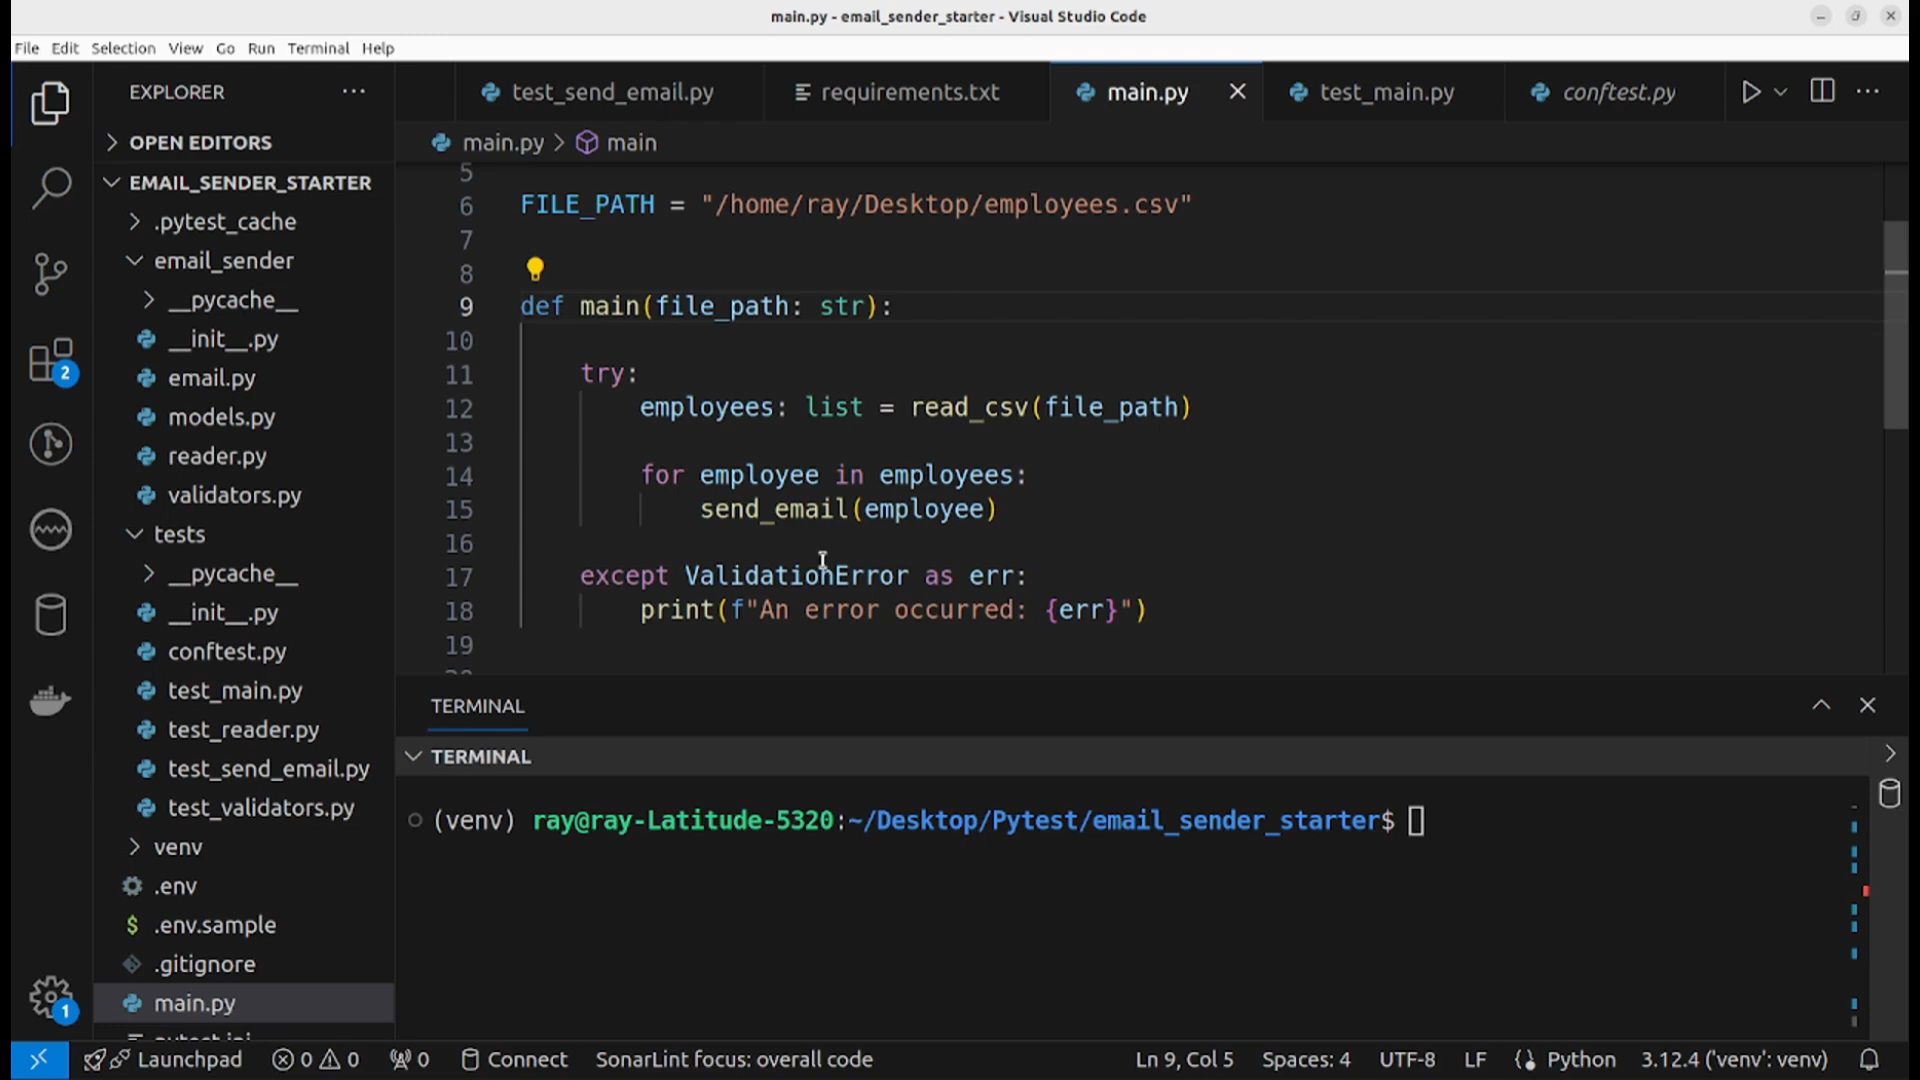 main.py - email_sender_starter - Visual Studio Code
File Edit Selection View Go Run Terminal Help
EXPLORER
OPEN EDITORS
EMAIL_SENDER_STARTER
.pytest_cache
email_sender
__pycache__
__init__.py
email.py
models.py
reader.py
validators.py
tests
__pycache__
__init__.py
conftest.py
test_main.py
test_reader.py
test_send_email.py
test_validators.py
venv
.env
.env.sample
.gitignore
main.py
2
1
test_send_email.py requirements.txt main.py test_main.py conftest.py
main.py > main
5
6 FILE_PATH = "/home/ray/Desktop/employees.csv"
7
8
9 def main(file_path: str):
10
11 try:
12 employees: list = read_csv(file_path)
13
14 for employee in employees:
15 send_email(employee)
16
17 except ValidationError as err:
18 print(f"An error occurred: {err}")
19
TERMINAL
TERMINAL
(venv) ray@ray-Latitude-5320:~/Desktop/Pytest/email_sender_starter$
Launchpad 0 0 0 Connect SonarLint focus: overall code Ln 9, Col 5 Spaces: 4 UTF-8 LF Python 3.12.4 ('venv': venv)